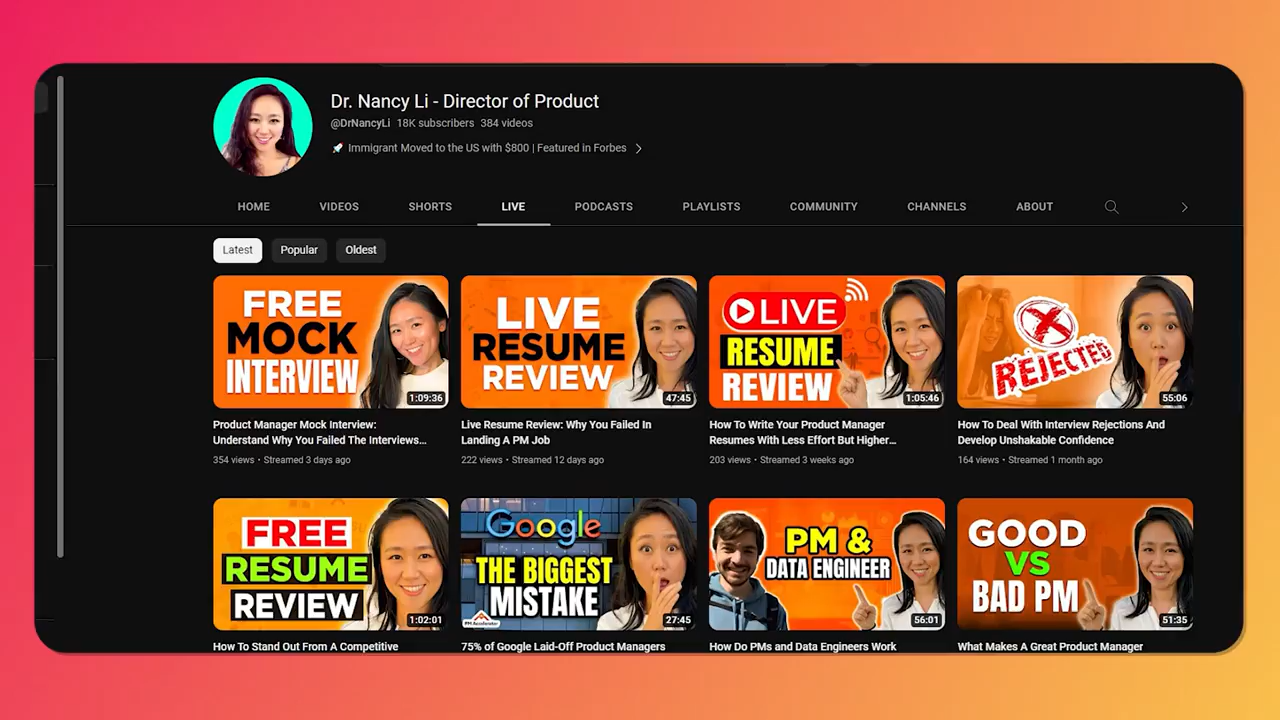 Dr. Nancy Li - Director of Product
@DrNancyLi 18K subscribers 384 videos
🚀 Immigrant Moved to the US with $800 | Featured in Forbes
HOME VIDEOS SHORTS LIVE PODCASTS PLAYLISTS COMMUNITY CHANNELS ABOUT
Latest Popular Oldest
FREE
MOCK
INTERVIEW
1:09:36
LIVE
RESUME
REVIEW
47:45
LIVE
RESUME
REVIEW
1:05:46
REJECTED
55:06
Product Manager Mock Interview:
Understand Why You Failed The Interviews...
354 views • Streamed 3 days ago
Live Resume Review: Why You Failed In
Landing A PM Job
222 views • Streamed 12 days ago
How To Write Your Product Manager
Resumes With Less Effort But Higher...
203 views • Streamed 3 weeks ago
How To Deal With Interview Rejections And
Develop Unshakable Confidence
164 views • Streamed 1 month ago
FREE
RESUME
REVIEW
1:02:01
Google
THE BIGGEST
MISTAKE
PM Accelerator
27:45
PM &
DATA ENGINEER
56:01
GOOD
VS
BAD PM
51:35
How To Stand Out From A Competitive
75% of Google Laid-Off Product Managers
How Do PMs and Data Engineers Work
What Makes A Great Product Manager